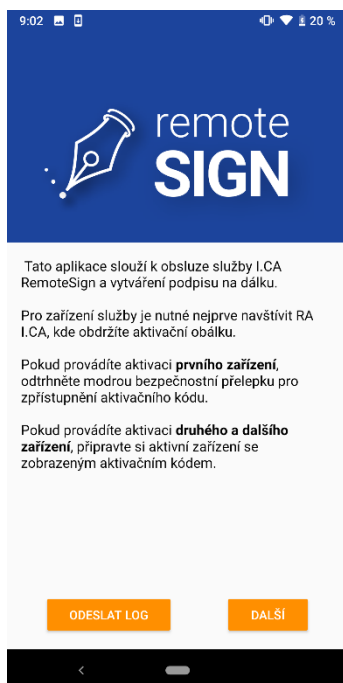 9:02 20 %
remote
SIGN
Tato aplikace slouží k obsluze služby I.CA
RemoteSign a vytváření podpisu na dálku.
Pro zařízení služby je nutné nejprve navštívit RA
I.CA, kde obdržíte aktivační obálku.
Pokud provádíte aktivaci prvního zařízení,
odtrhněte modrou bezpečnostní přelepku pro
zpřístupnění aktivačního kódu.
Pokud provádíte aktivaci druhého a dalšího
zařízení, připravte si aktivní zařízení se
zobrazeným aktivačním kódem.
ODESLAT LOG DALŠÍ